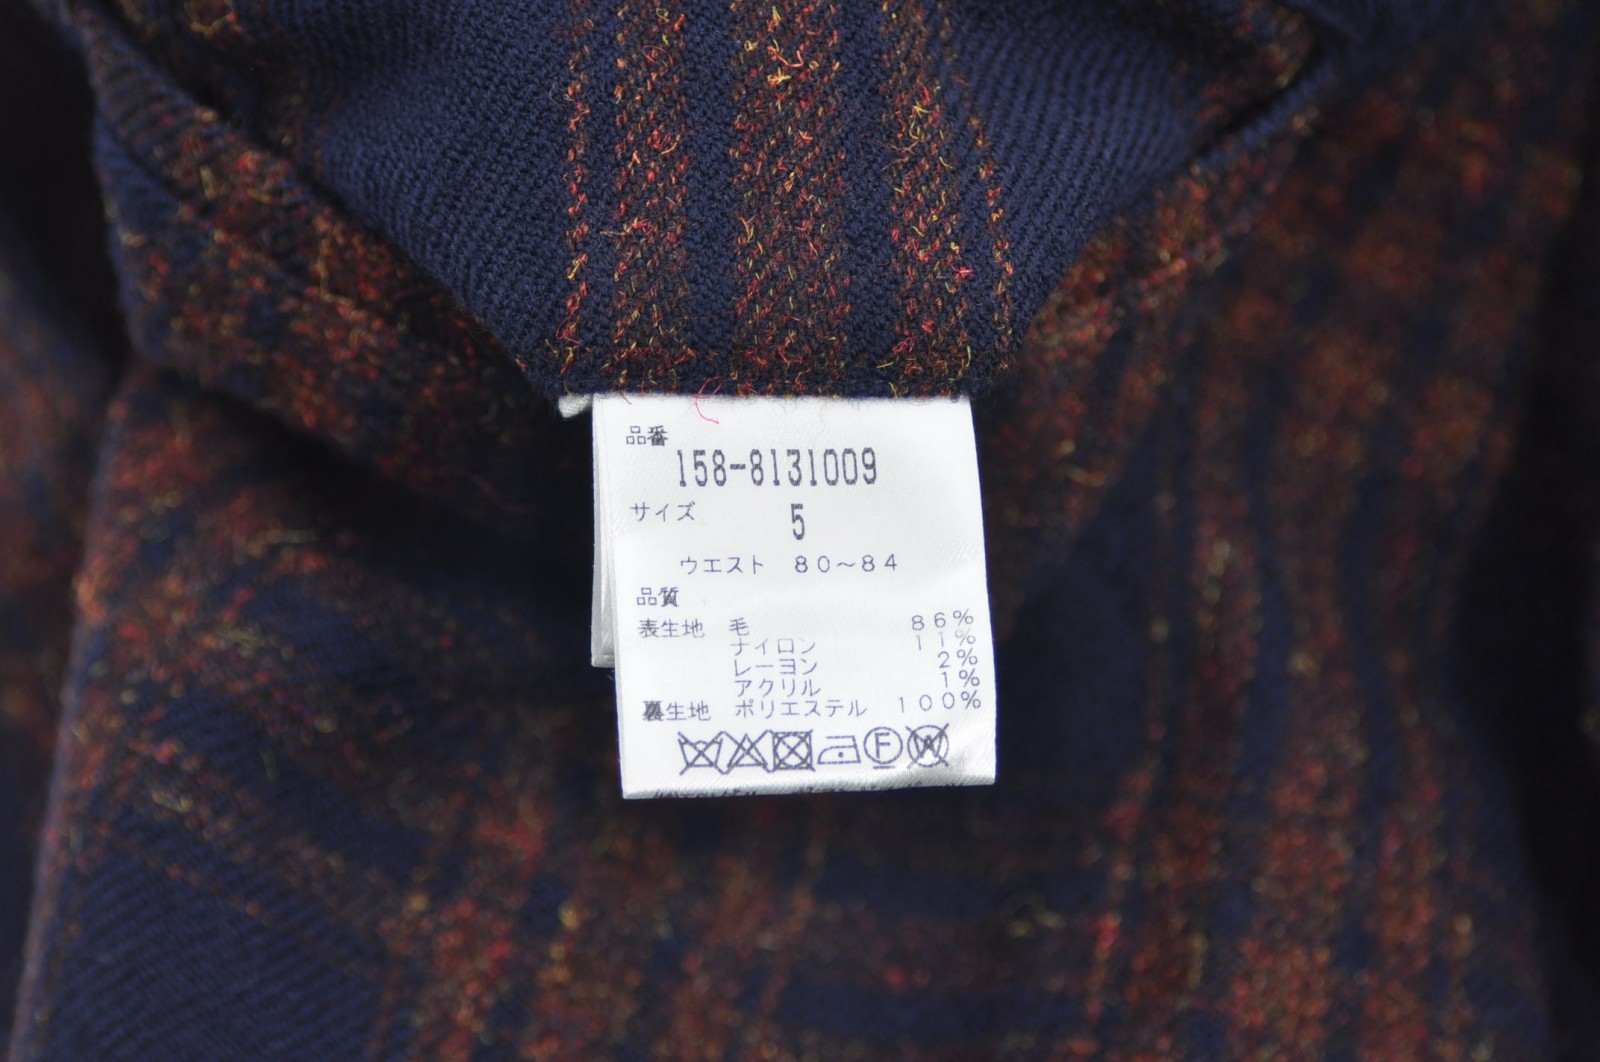 品番
158-8131009
サイズ 5
ウエスト 80〜84
品質
表生地 毛 86%
ナイロン 11%
レーヨン 2%
アクリル 1%
裏生地 ポリエステル 100%
F W